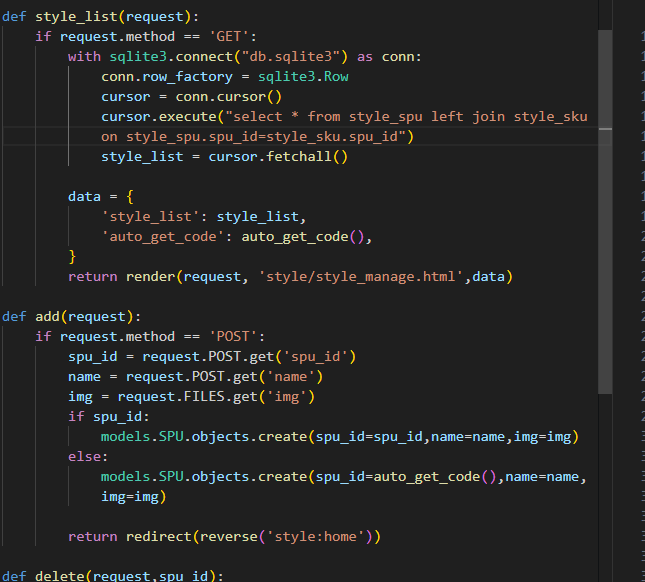 def style_list(request):
    if request.method == 'GET':
        with sqlite3.connect("db.sqlite3") as conn:
            conn.row_factory = sqlite3.Row
            cursor = conn.cursor()
            cursor.execute("select * from style_spu left join style_sku
            on style_spu.spu_id=style_sku.spu_id")
            style_list = cursor.fetchall()
        data = {
            'style_list': style_list,
            'auto_get_code': auto_get_code(),
        }
        return render(request, 'style/style_manage.html',data)
def add(request):
    if request.method == 'POST':
        spu_id = request.POST.get('spu_id')
        name = request.POST.get('name')
        img = request.FILES.get('img')
        if spu_id:
            models.SPU.objects.create(spu_id=spu_id,name=name,img=img)
        else:
            models.SPU.objects.create(spu_id=auto_get_code(),name=name,
            img=img)
        return redirect(reverse('style:home'))
def delete(request,spu_id):